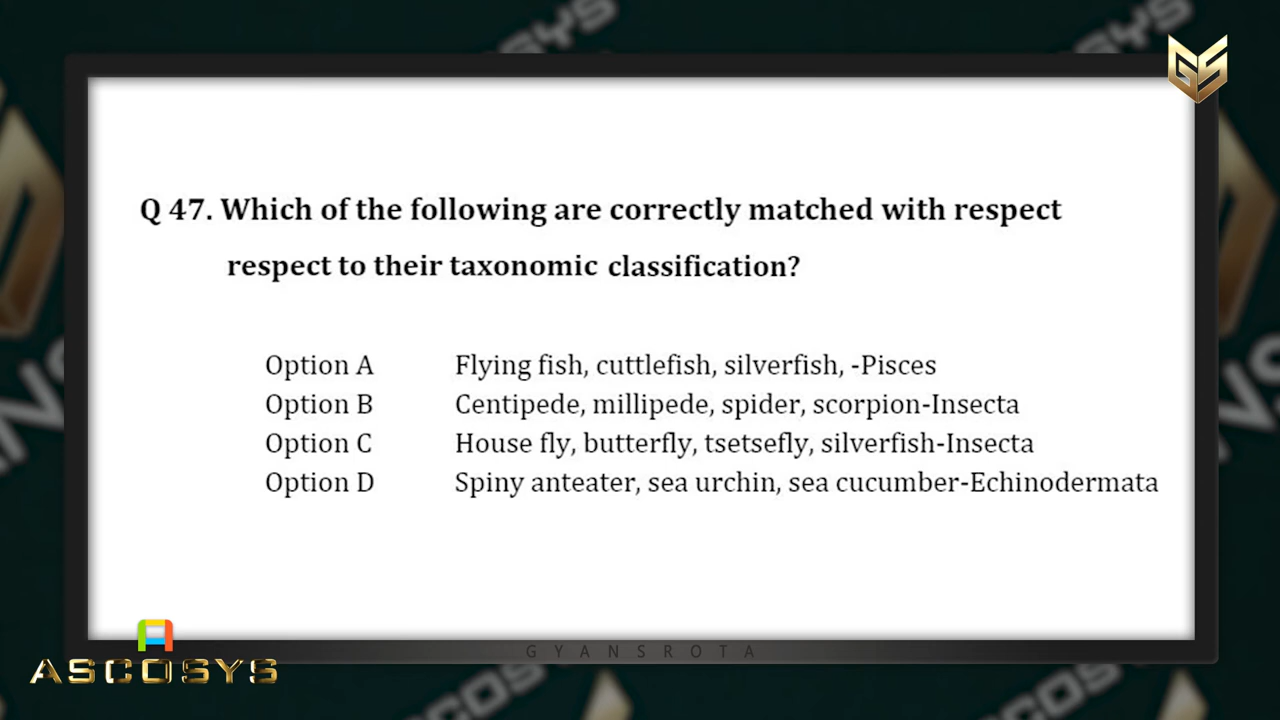 GS
Q 47. Which of the following are correctly matched with respect
respect to their taxonomic classification?
Option A Flying fish, cuttlefish, silverfish, -Pisces
Option B Centipede, millipede, spider, scorpion-Insecta
Option C House fly, butterfly, tsetsefly, silverfish-Insecta
Option D Spiny anteater, sea urchin, sea cucumber-Echinodermata
GYANSROTA
ASCOSYS